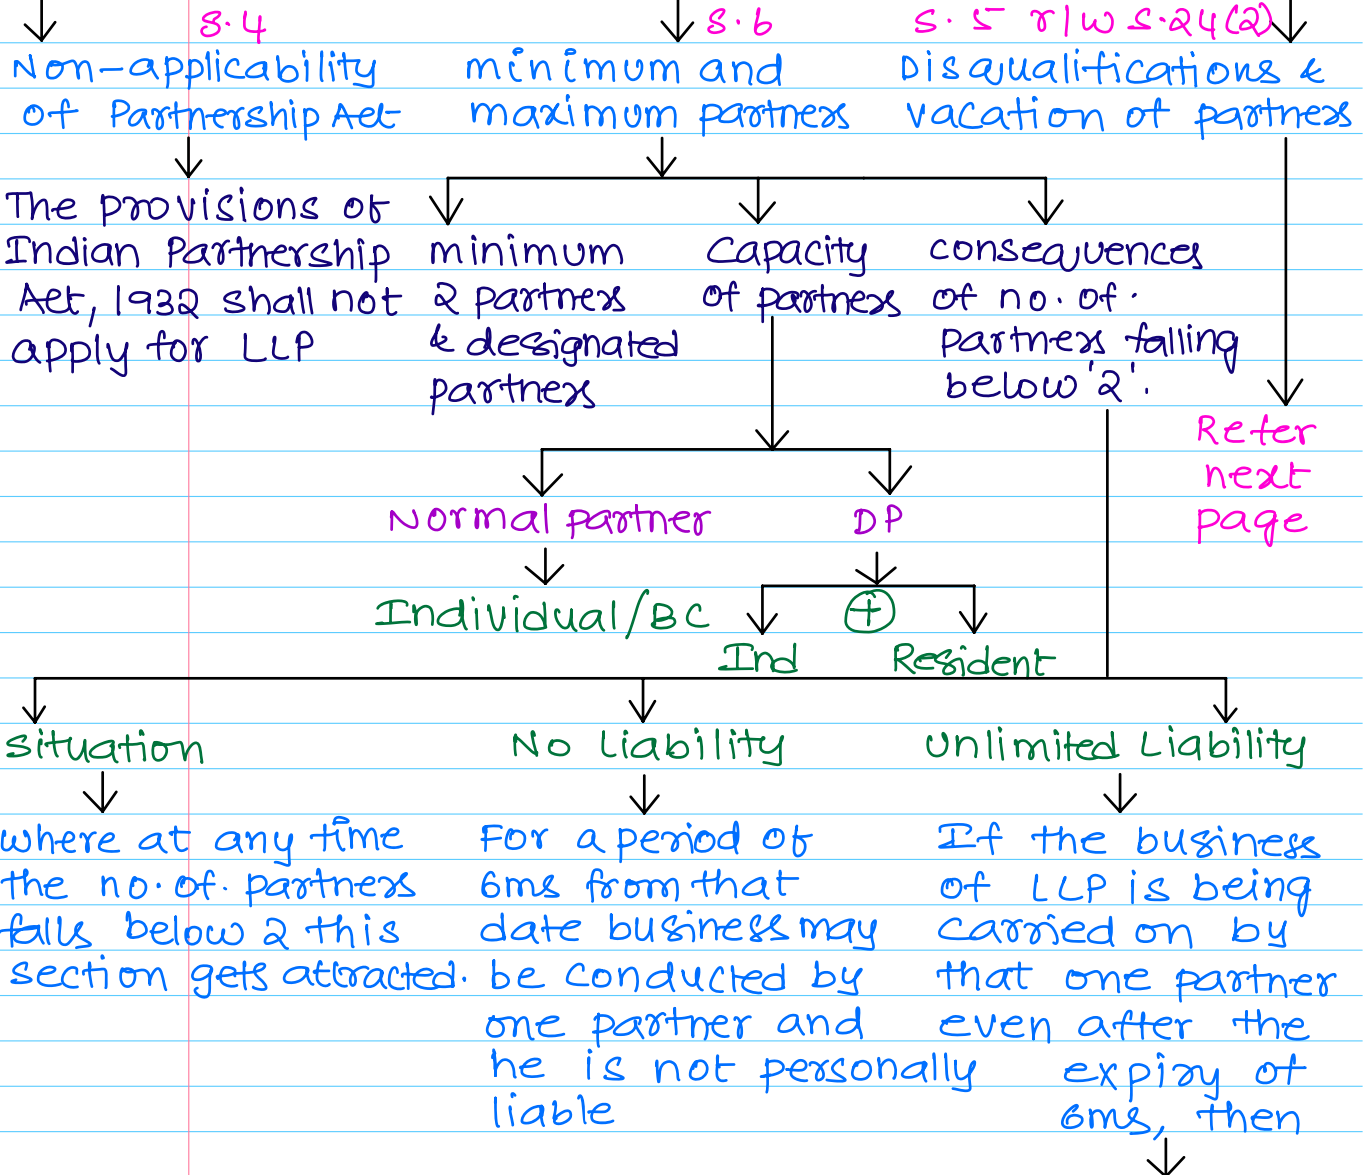 S.4
S.6
S.5 r/w S.24(2)
Non-applicability
of Partnership Act
minimum and
maximum partners
Disqualifications &
vacation of partners
The provisions of
Indian Partnership
Act, 1932 shall not
apply for LLP
minimum
2 partners
& designated
partners
Capacity
of partners
consequences
of no. of.
partners falling
below '2'.
Refer
next
page
Normal partner
DP
Individual/BC
+
Ind
Resident
Situation
No Liability
Unlimited Liability
where at any time
the no. of. partners
falls below 2 this
section gets attracted.
For a period of
6ms from that
date business may
be conducted by
one partner and
he is not personally
liable
If the business
of LLP is being
carried on by
that one partner
even after the
expiry of
6ms, then